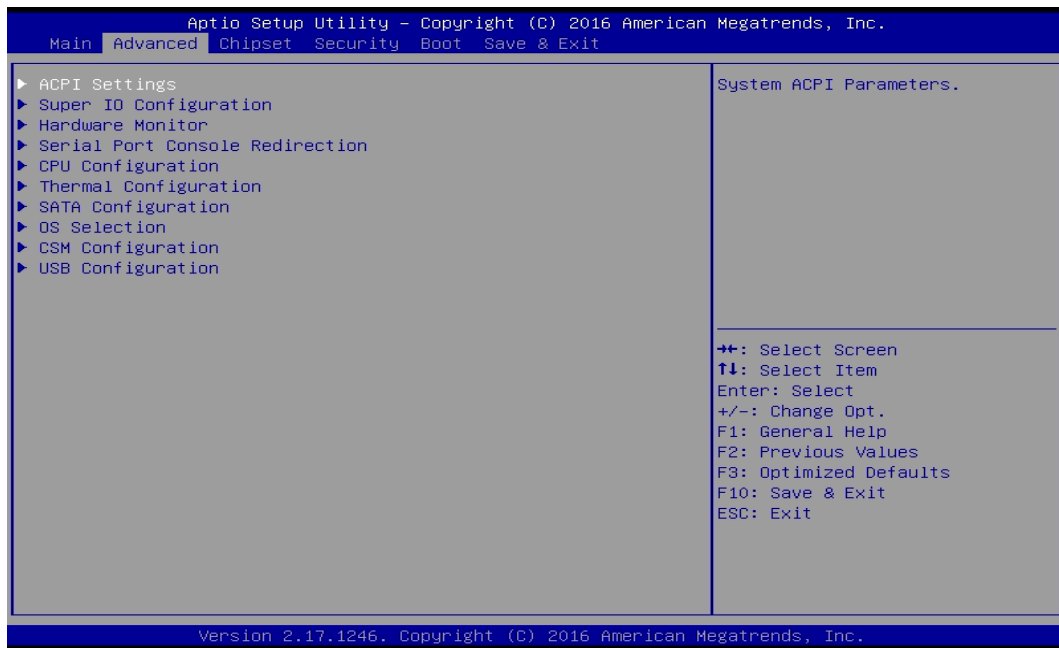 Aptio Setup Utility – Copyright (C) 2016 American Megatrends, Inc.
Main Advanced Chipset Security Boot Save & Exit
► ACPI Settings
► Super IO Configuration
► Hardware Monitor
► Serial Port Console Redirection
► CPU Configuration
► Thermal Configuration
► SATA Configuration
► OS Selection
► CSM Configuration
► USB Configuration
System ACPI Parameters.
→←: Select Screen
↑↓: Select Item
Enter: Select
+/-: Change Opt.
F1: General Help
F2: Previous Values
F3: Optimized Defaults
F10: Save & Exit
ESC: Exit
Version 2.17.1246. Copyright (C) 2016 American Megatrends, Inc.